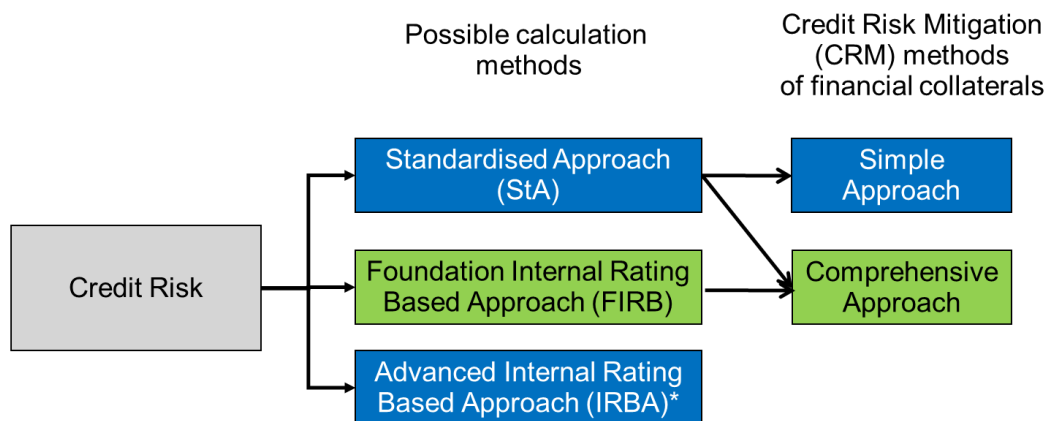 Possible calculation
methods
Credit Risk Mitigation
(CRM) methods
of financial collaterals
Standardised Approach
(StA)
Simple
Approach
Credit Risk
Foundation Internal Rating
Based Approach (FIRB)
Comprehensive
Approach
Advanced Internal Rating
Based Approach (IRBA)*